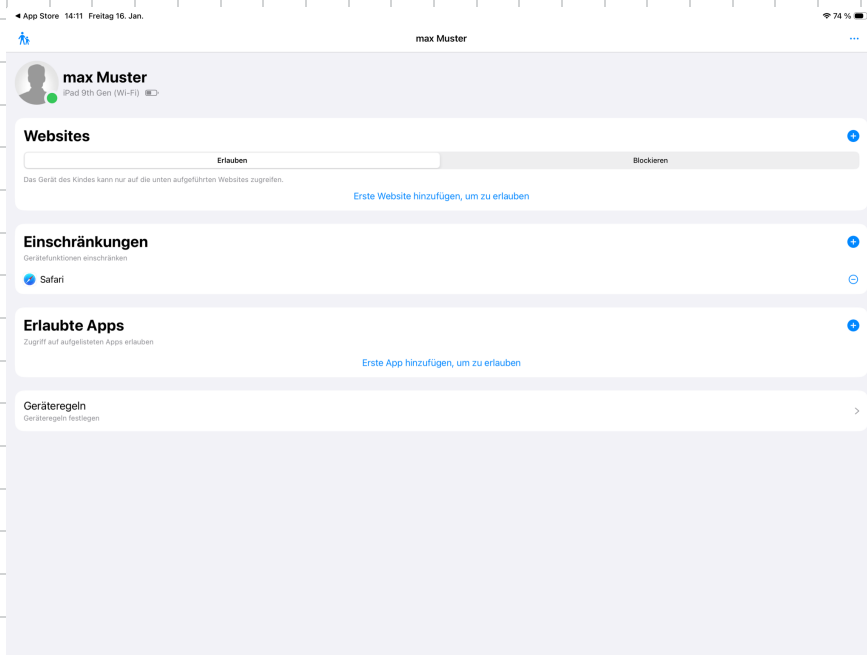 ◀ App Store 14:11 Freitag 16. Jan. 74 %
max Muster
max Muster
iPad 9th Gen (Wi-Fi)
Websites
Erlauben Blockieren
Das Gerät des Kindes kann nur auf die unten aufgeführten Websites zugreifen.
Erste Website hinzufügen, um zu erlauben
Einschränkungen
Gerätefunktionen einschränken
Safari
Erlaubte Apps
Zugriff auf aufgelisteten Apps erlauben
Erste App hinzufügen, um zu erlauben
Geräteregeln
Geräteregeln festlegen